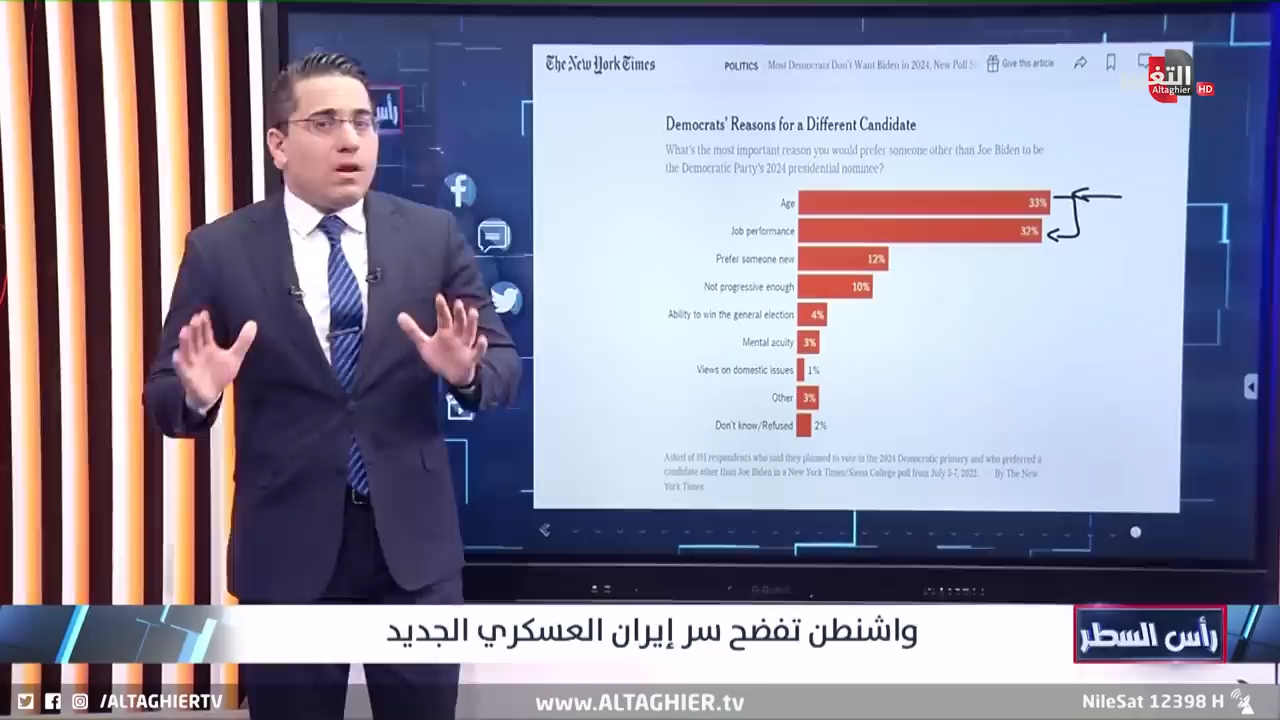 The New York Times
POLITICS Most Democrats Don't Want Biden in 2024, New Poll S
Give this article
التغيير
Altaghier HD
رأس
Democrats' Reasons for a Different Candidate
What's the most important reason you would prefer someone other than Joe Biden to be
the Democratic Party's 2024 presidential nominee?
Age 33%
Job performance 32%
Prefer someone new 12%
Not progressive enough 10%
Ability to win the general election 4%
Mental acuity 3%
Views on domestic issues 1%
Other 3%
Don't know/Refused 2%
Asked of 191 respondents who said they planned to vote in the 2024 Democratic primary and who preferred a
candidate other than Joe Biden in a New York Times/Siena College poll from July 5-7, 2022. By The New
York Times
واشنطن تفضح سر إيران العسكري الجديد
رأس السطر
/ALTAGHIERTV
www.ALTAGHIER.tv
NileSat 12398 H